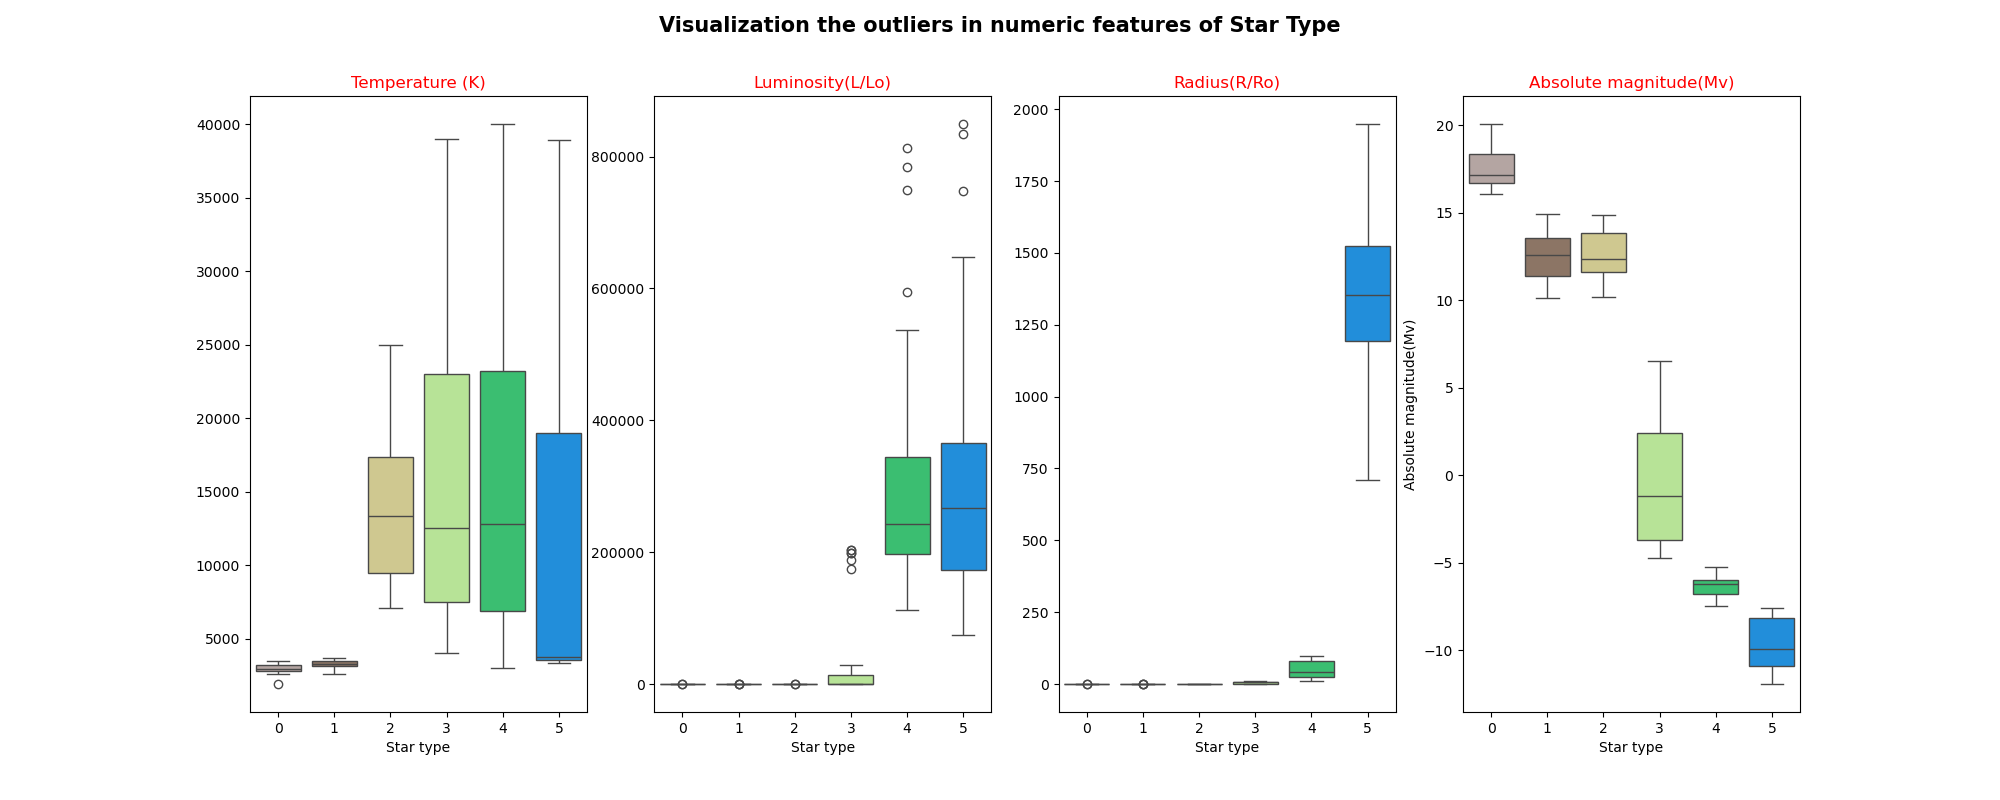 Visualization the outliers in numeric features of Star Type
Temperature (K)
40000
35000
30000
25000
20000
15000
10000
5000
0 1 2 3 4 5
Star type
Luminosity(L/Lo)
800000
600000
400000
200000
0
0 1 2 3 4 5
Star type
Radius(R/Ro)
2000
1750
1500
1250
1000
750
500
250
0
0 1 2 3 4 5
Star type
Absolute magnitude(Mv)
Absolute magnitude(Mv)
20
15
10
5
0
−5
−10
0 1 2 3 4 5
Star type